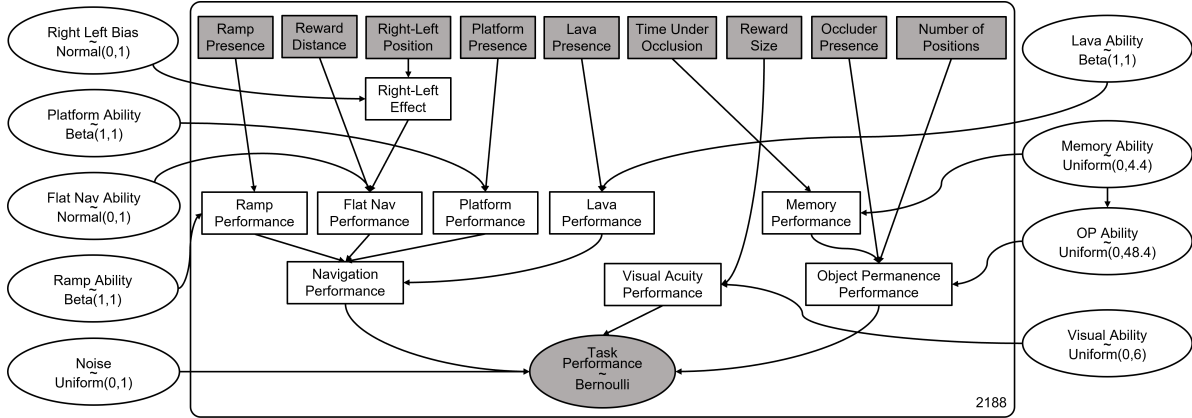 Right Left Bias
~
Normal(0,1)
Platform Ability
~
Beta(1,1)
Flat Nav Ability
~
Normal(0,1)
Ramp Ability
~
Beta(1,1)
Noise
~
Uniform(0,1)
Ramp
Presence
Reward
Distance
Right-Left
Position
Platform
Presence
Lava
Presence
Time Under
Occlusion
Reward
Size
Occluder
Presence
Number of
Positions
Right-Left
Effect
Ramp
Performance
Flat Nav
Performance
Platform
Performance
Lava
Performance
Memory
Performance
Navigation
Performance
Visual Acuity
Performance
Object Permanence
Performance
Task
Performance
~
Bernoulli
2188
Lava Ability
~
Beta(1,1)
Memory Ability
~
Uniform(0,4.4)
OP Ability
~
Uniform(0,48.4)
Visual Ability
~
Uniform(0,6)